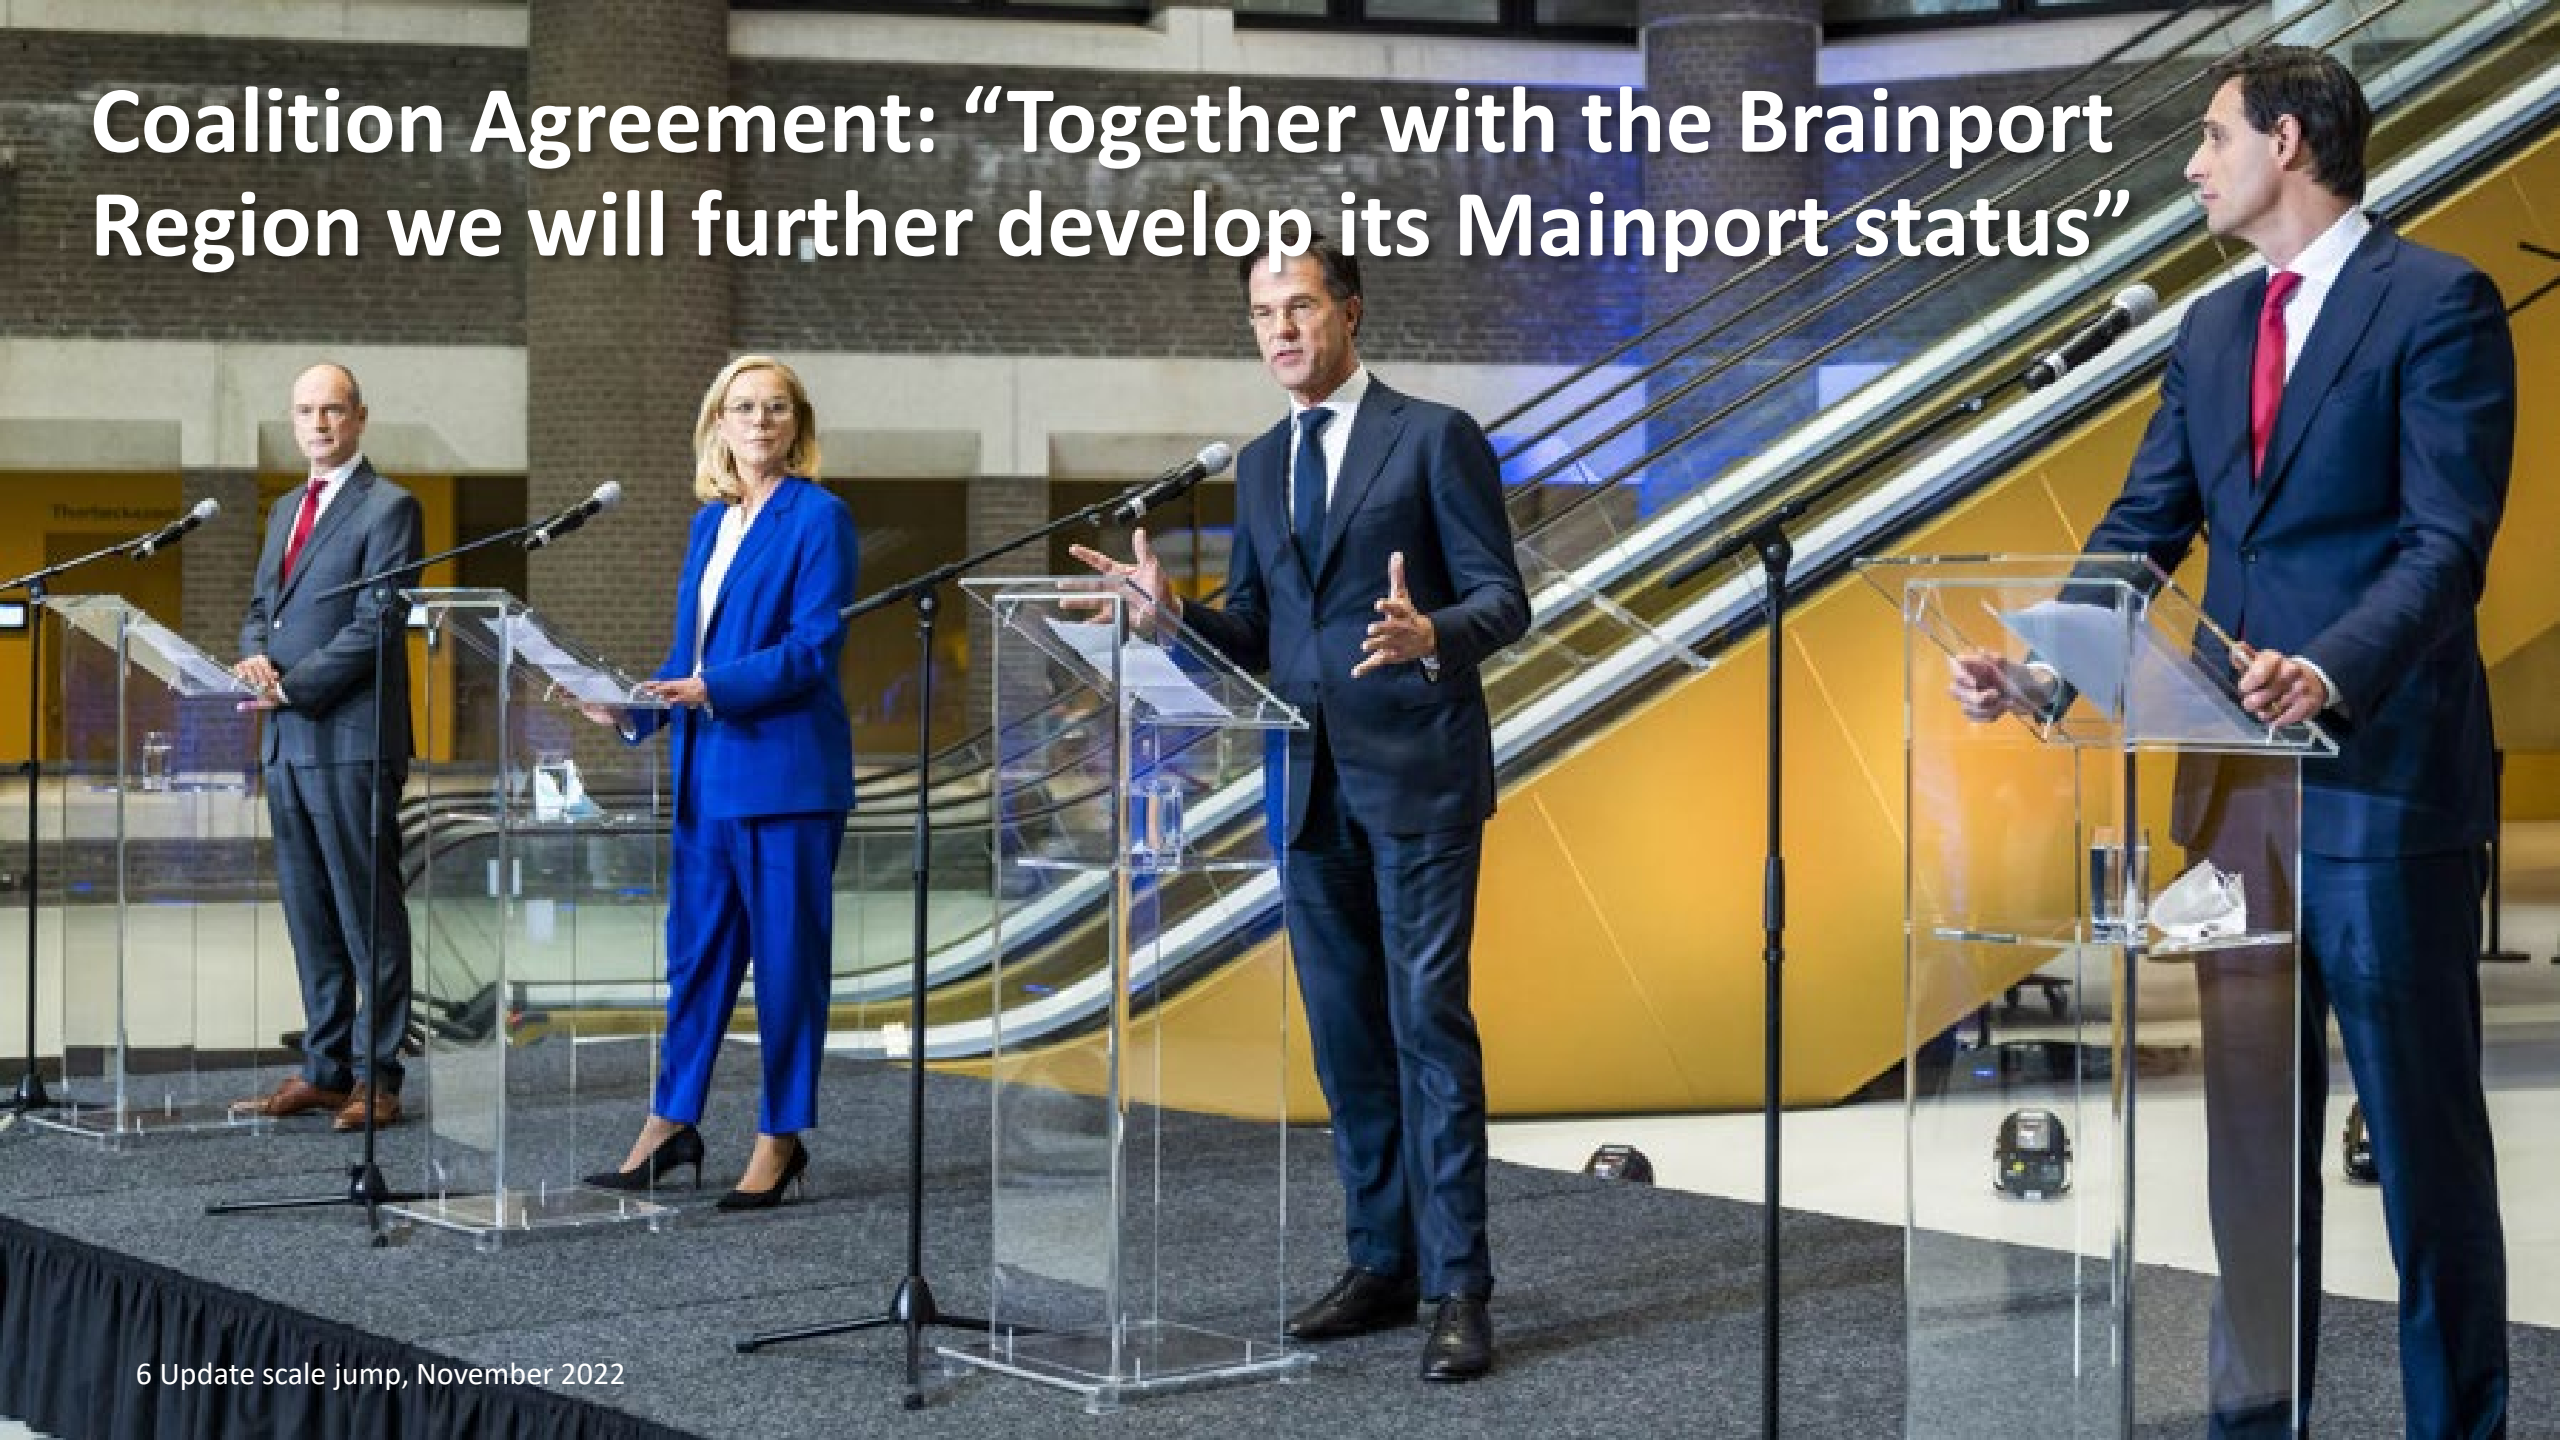 Coalition Agreement: “Together with the Brainport
Region we will further develop its Mainport status”
6 Update scale jump, November 2022